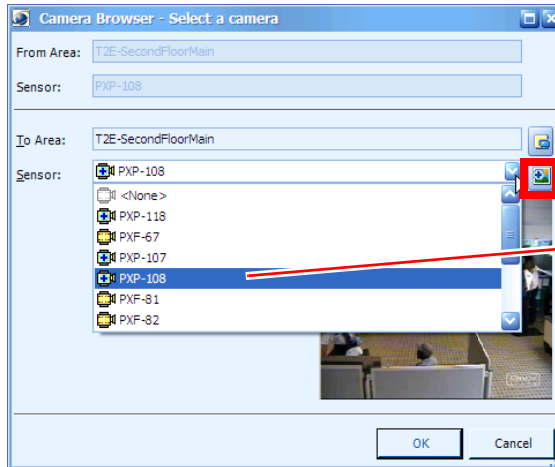 Camera Browser - Select a camera
From Area: T2E-SecondFloorMain
Sensor: PXP-108
To Area: T2E-SecondFloorMain
Sensor: PXP-108
<None>
PXP-118
PXF-67
PXP-107
PXP-108
PXF-81
PXF-82
OK Cancel